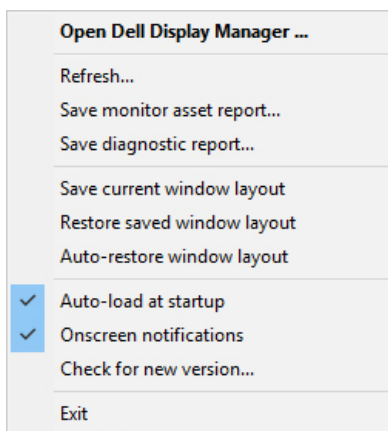 Open Dell Display Manager ...
Refresh...
Save monitor asset report...
Save diagnostic report...
Save current window layout
Restore saved window layout
Auto-restore window layout
Auto-load at startup
Onscreen notifications
Check for new version...
Exit